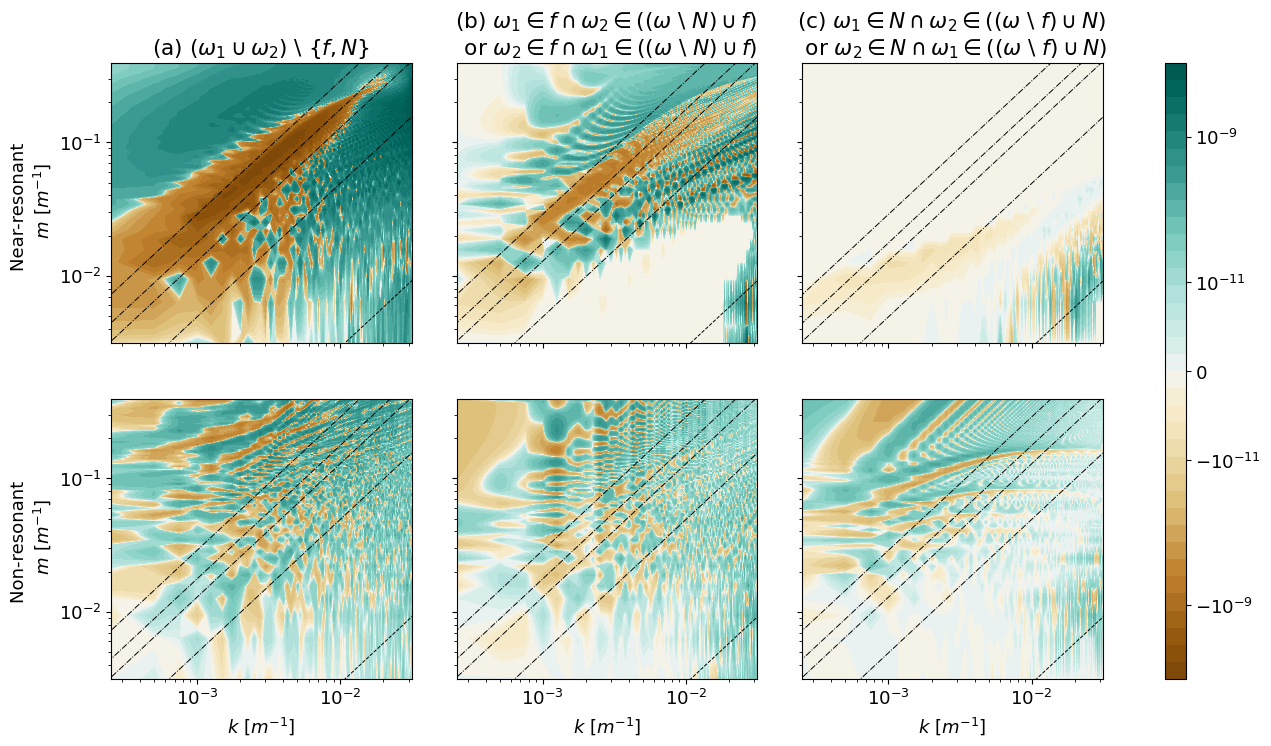 (a) (ω₁ ∪ ω₂) \ {f, N}
(b) ω₁ ∈ f ∩ ω₂ ∈ ((ω \ N) ∪ f)
or ω₂ ∈ f ∩ ω₁ ∈ ((ω \ N) ∪ f)
(c) ω₁ ∈ N ∩ ω₂ ∈ ((ω \ f) ∪ N)
or ω₂ ∈ N ∩ ω₁ ∈ ((ω \ f) ∪ N)
Near-resonant
m [m⁻¹]
10⁻¹
10⁻²
Non-resonant
m [m⁻¹]
10⁻¹
10⁻²
10⁻³ 10⁻²
k [m⁻¹]
10⁻³ 10⁻²
k [m⁻¹]
10⁻³ 10⁻²
k [m⁻¹]
10⁻⁹
10⁻¹¹
0
−10⁻¹¹
−10⁻⁹